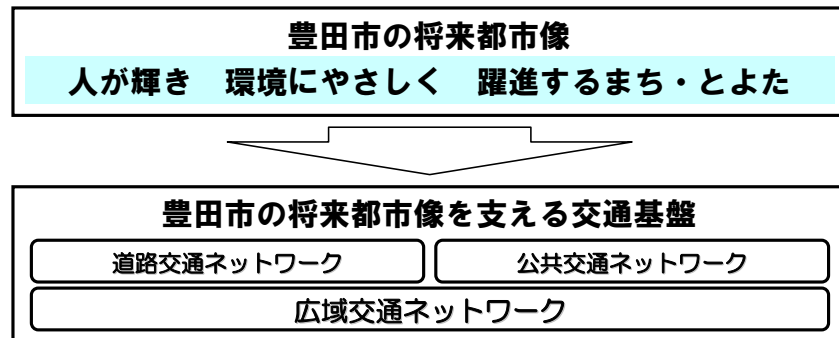 豊田市の将来都市像
人が輝き　環境にやさしく　躍進するまち・とよた
豊田市の将来都市像を支える交通基盤
道路交通ネットワーク
公共交通ネットワーク
広域交通ネットワーク